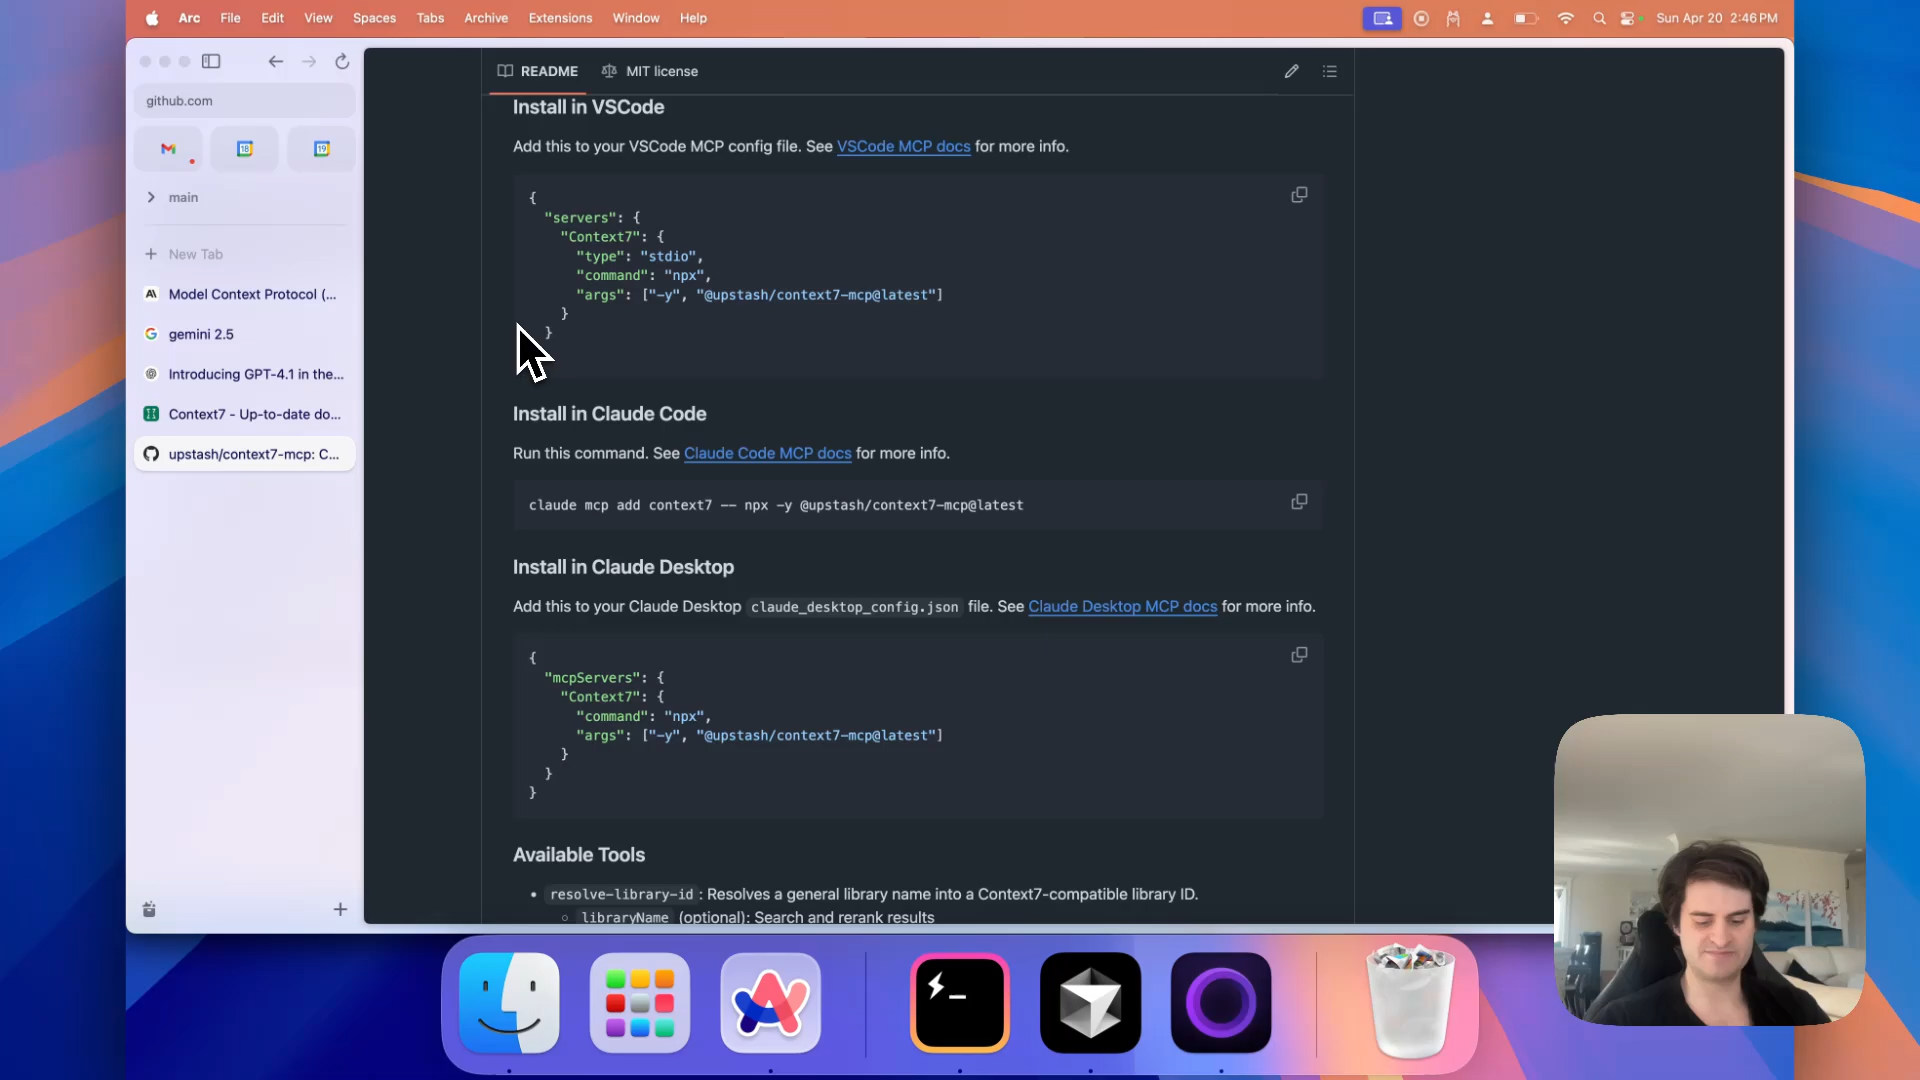 Arc File Edit View Spaces Tabs Archive Extensions Window Help Sun Apr 20 2:46 PM
github.com
18 19
main
New Tab
Model Context Protocol (...
gemini 2.5
Introducing GPT-4.1 in the...
Context7 - Up-to-date do...
upstash/context7-mcp: C...
README MIT license
Install in VSCode
Add this to your VSCode MCP config file. See VSCode MCP docs for more info.
{
"servers": {
"Context7": {
"type": "stdio",
"command": "npx",
"args": ["-y", "@upstash/context7-mcp@latest"]
}
}
Install in Claude Code
Run this command. See Claude Code MCP docs for more info.
claude mcp add context7 -- npx -y @upstash/context7-mcp@latest
Install in Claude Desktop
Add this to your Claude Desktop claude_desktop_config.json file. See Claude Desktop MCP docs for more info.
{
"mcpServers": {
"Context7": {
"command": "npx",
"args": ["-y", "@upstash/context7-mcp@latest"]
}
}
}
Available Tools
• resolve-library-id : Resolves a general library name into a Context7-compatible library ID.
○ libraryName (optional): Search and rerank results